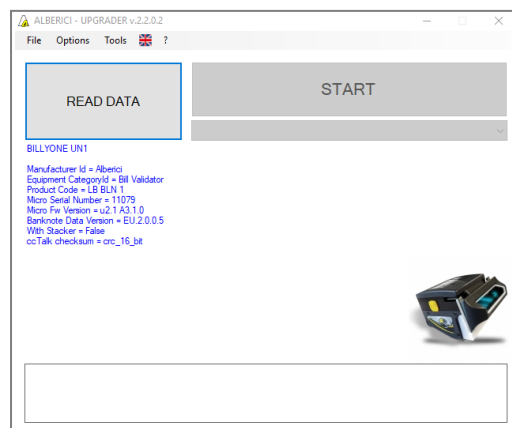 ALBERICI - UPGRADER v.2.2.0.2
File Options Tools ?
READ DATA
START
BILLYONE UN1
Manufacturer Id = Alberici
Equipment CategoryId = Bill Validator
Product Code = LB BLN 1
Micro Serial Number = 11079
Micro Fw Version = u2.1 A3.1.0
Banknote Data Version = EU.2.0.0.5
With Stacker = False
ccTalk checksum = crc_16_bit